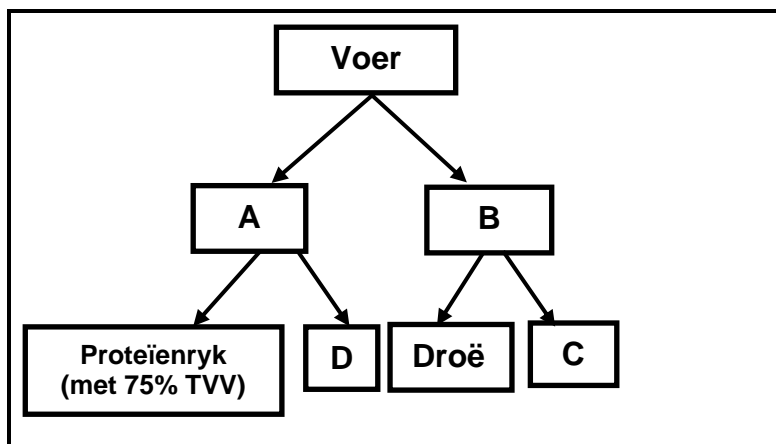 Voer
A
B
Proteïenryk
(met 75% TVV)
D
Droë
C